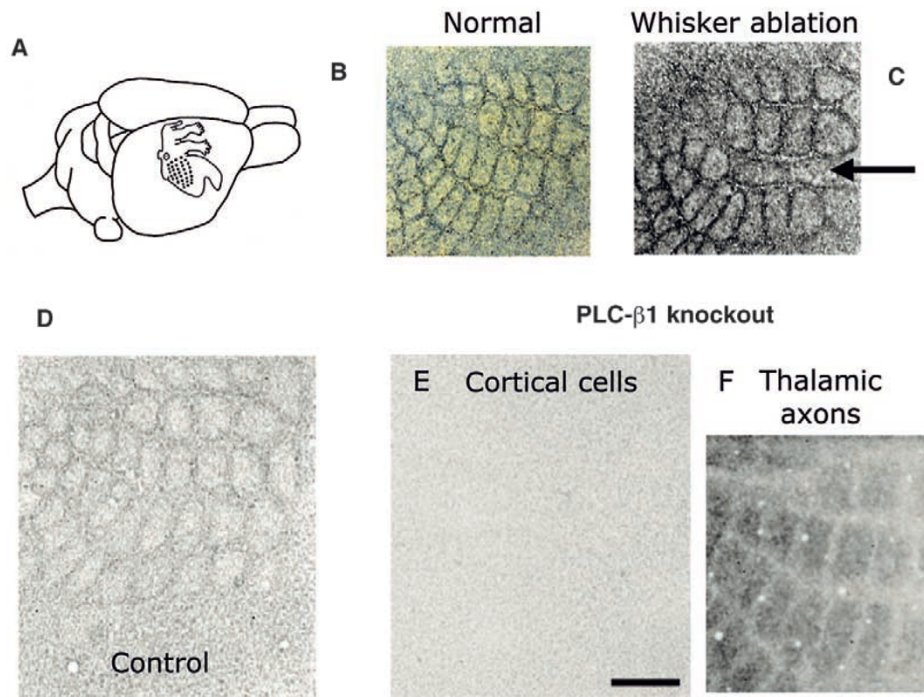 A
B
Normal
Whisker ablation
C
D
PLC-β1 knockout
Control
E Cortical cells
F Thalamic
axons